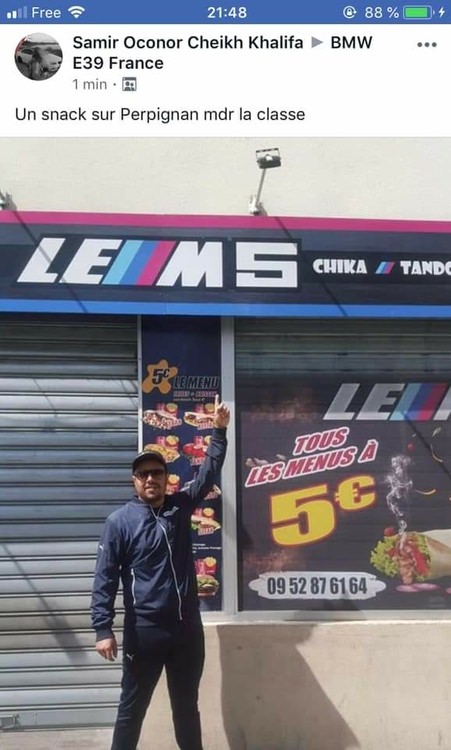 Free 21:48 88 %
Samir Oconor Cheikh Khalifa ▶ BMW
E39 France
1 min ·
Un snack sur Perpignan mdr la classe
LE M5 CHIKA TANDO
5€ LE MENU
LE
TOUS
LES MENUS À
5€
09 52 87 61 64